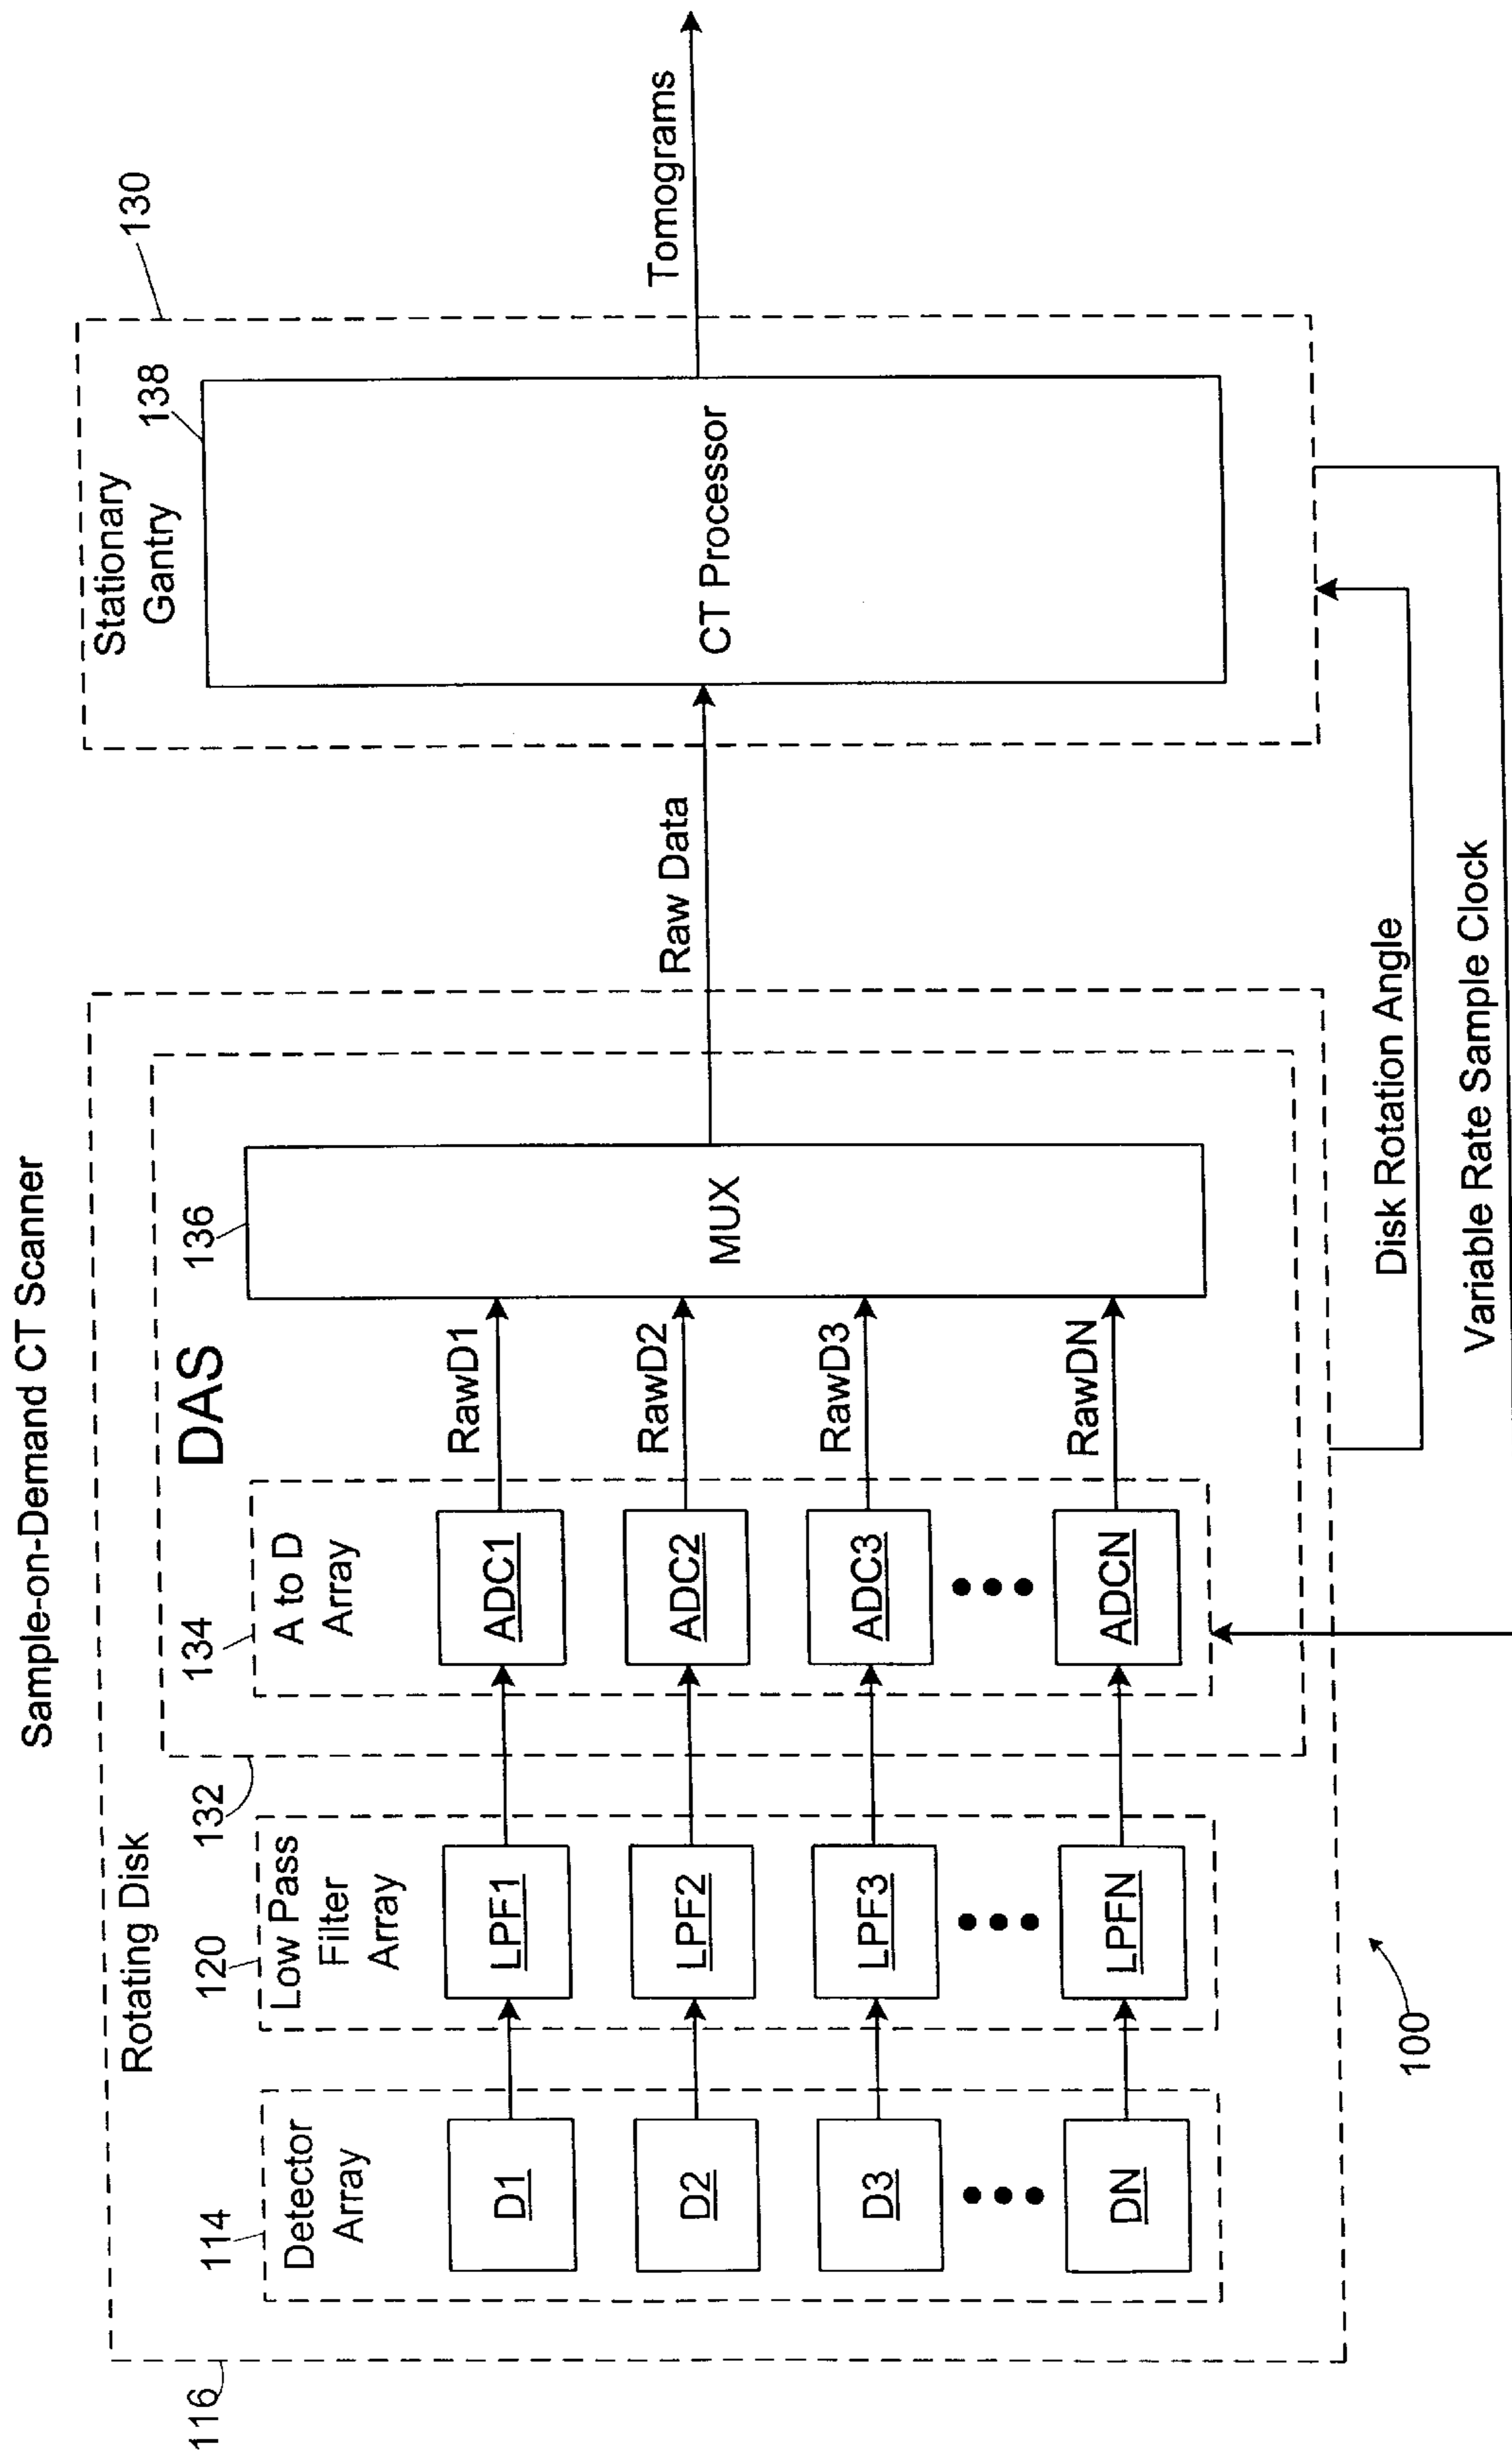 Sample-on-Demand CT Scanner
116
Rotating Disk
114
Detector
Array
D1
D2
D3
DN
120
Low Pass
Filter
Array
LPF1
LPF2
LPF3
LPFN
132
DAS
134
A to D
Array
ADC1
ADC2
ADC3
ADCN
RawD1
RawD2
RawD3
RawDN
136
MUX
Raw Data
130
Stationary
Gantry
138
CT Processor
Tomograms
Disk Rotation Angle
Variable Rate Sample Clock
100